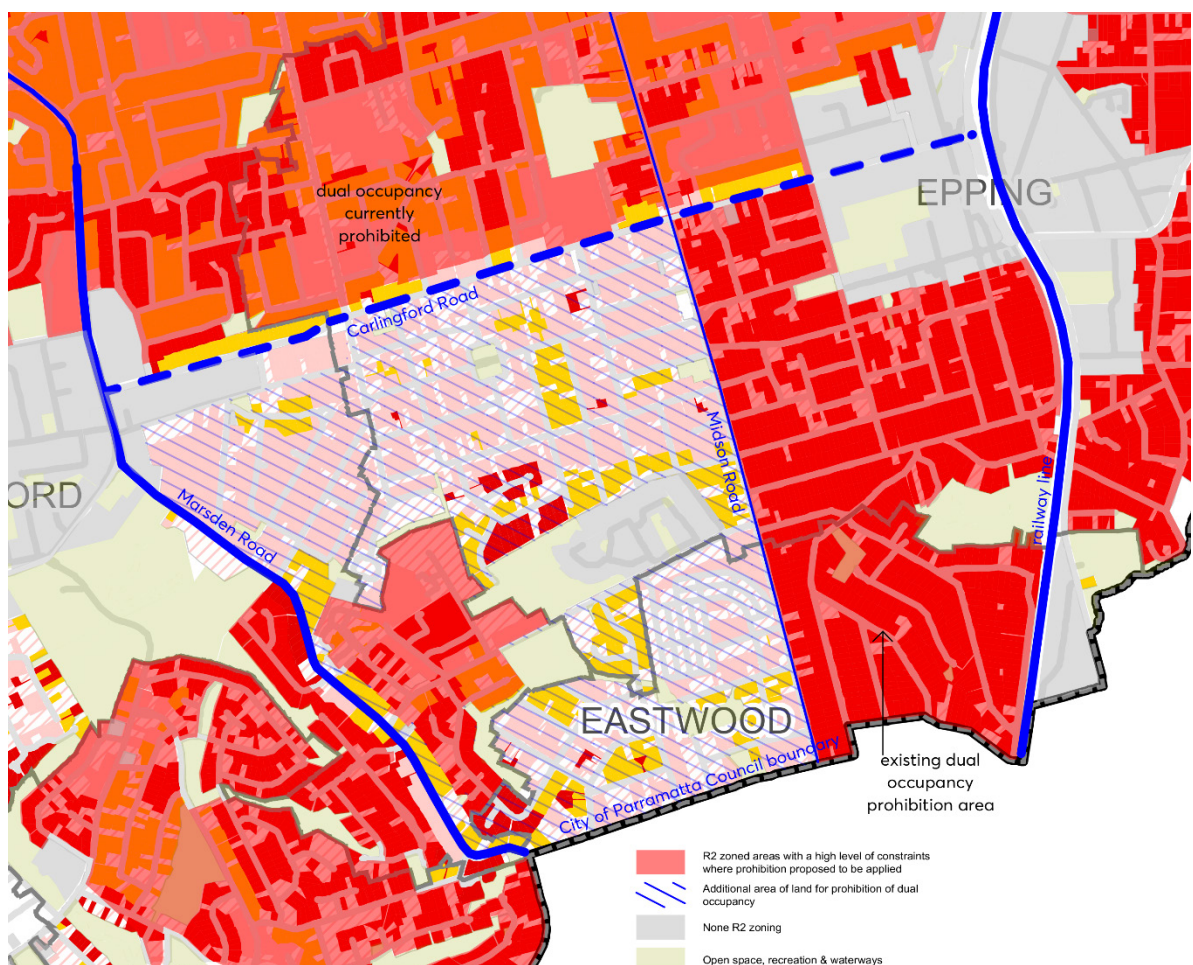 EPPING
dual occupancy
currently
prohibited
Carlingford Road
Midson Road
ORD
Marsden Road
railway line
EASTWOOD
City of Parramatta Council boundary
existing dual
occupancy
prohibition area
R2 zoned areas with a high level of constraints
where prohibition proposed to be applied
Additional area of land for prohibition of dual
occupancy
None R2 zoning
Open space, recreation & waterways